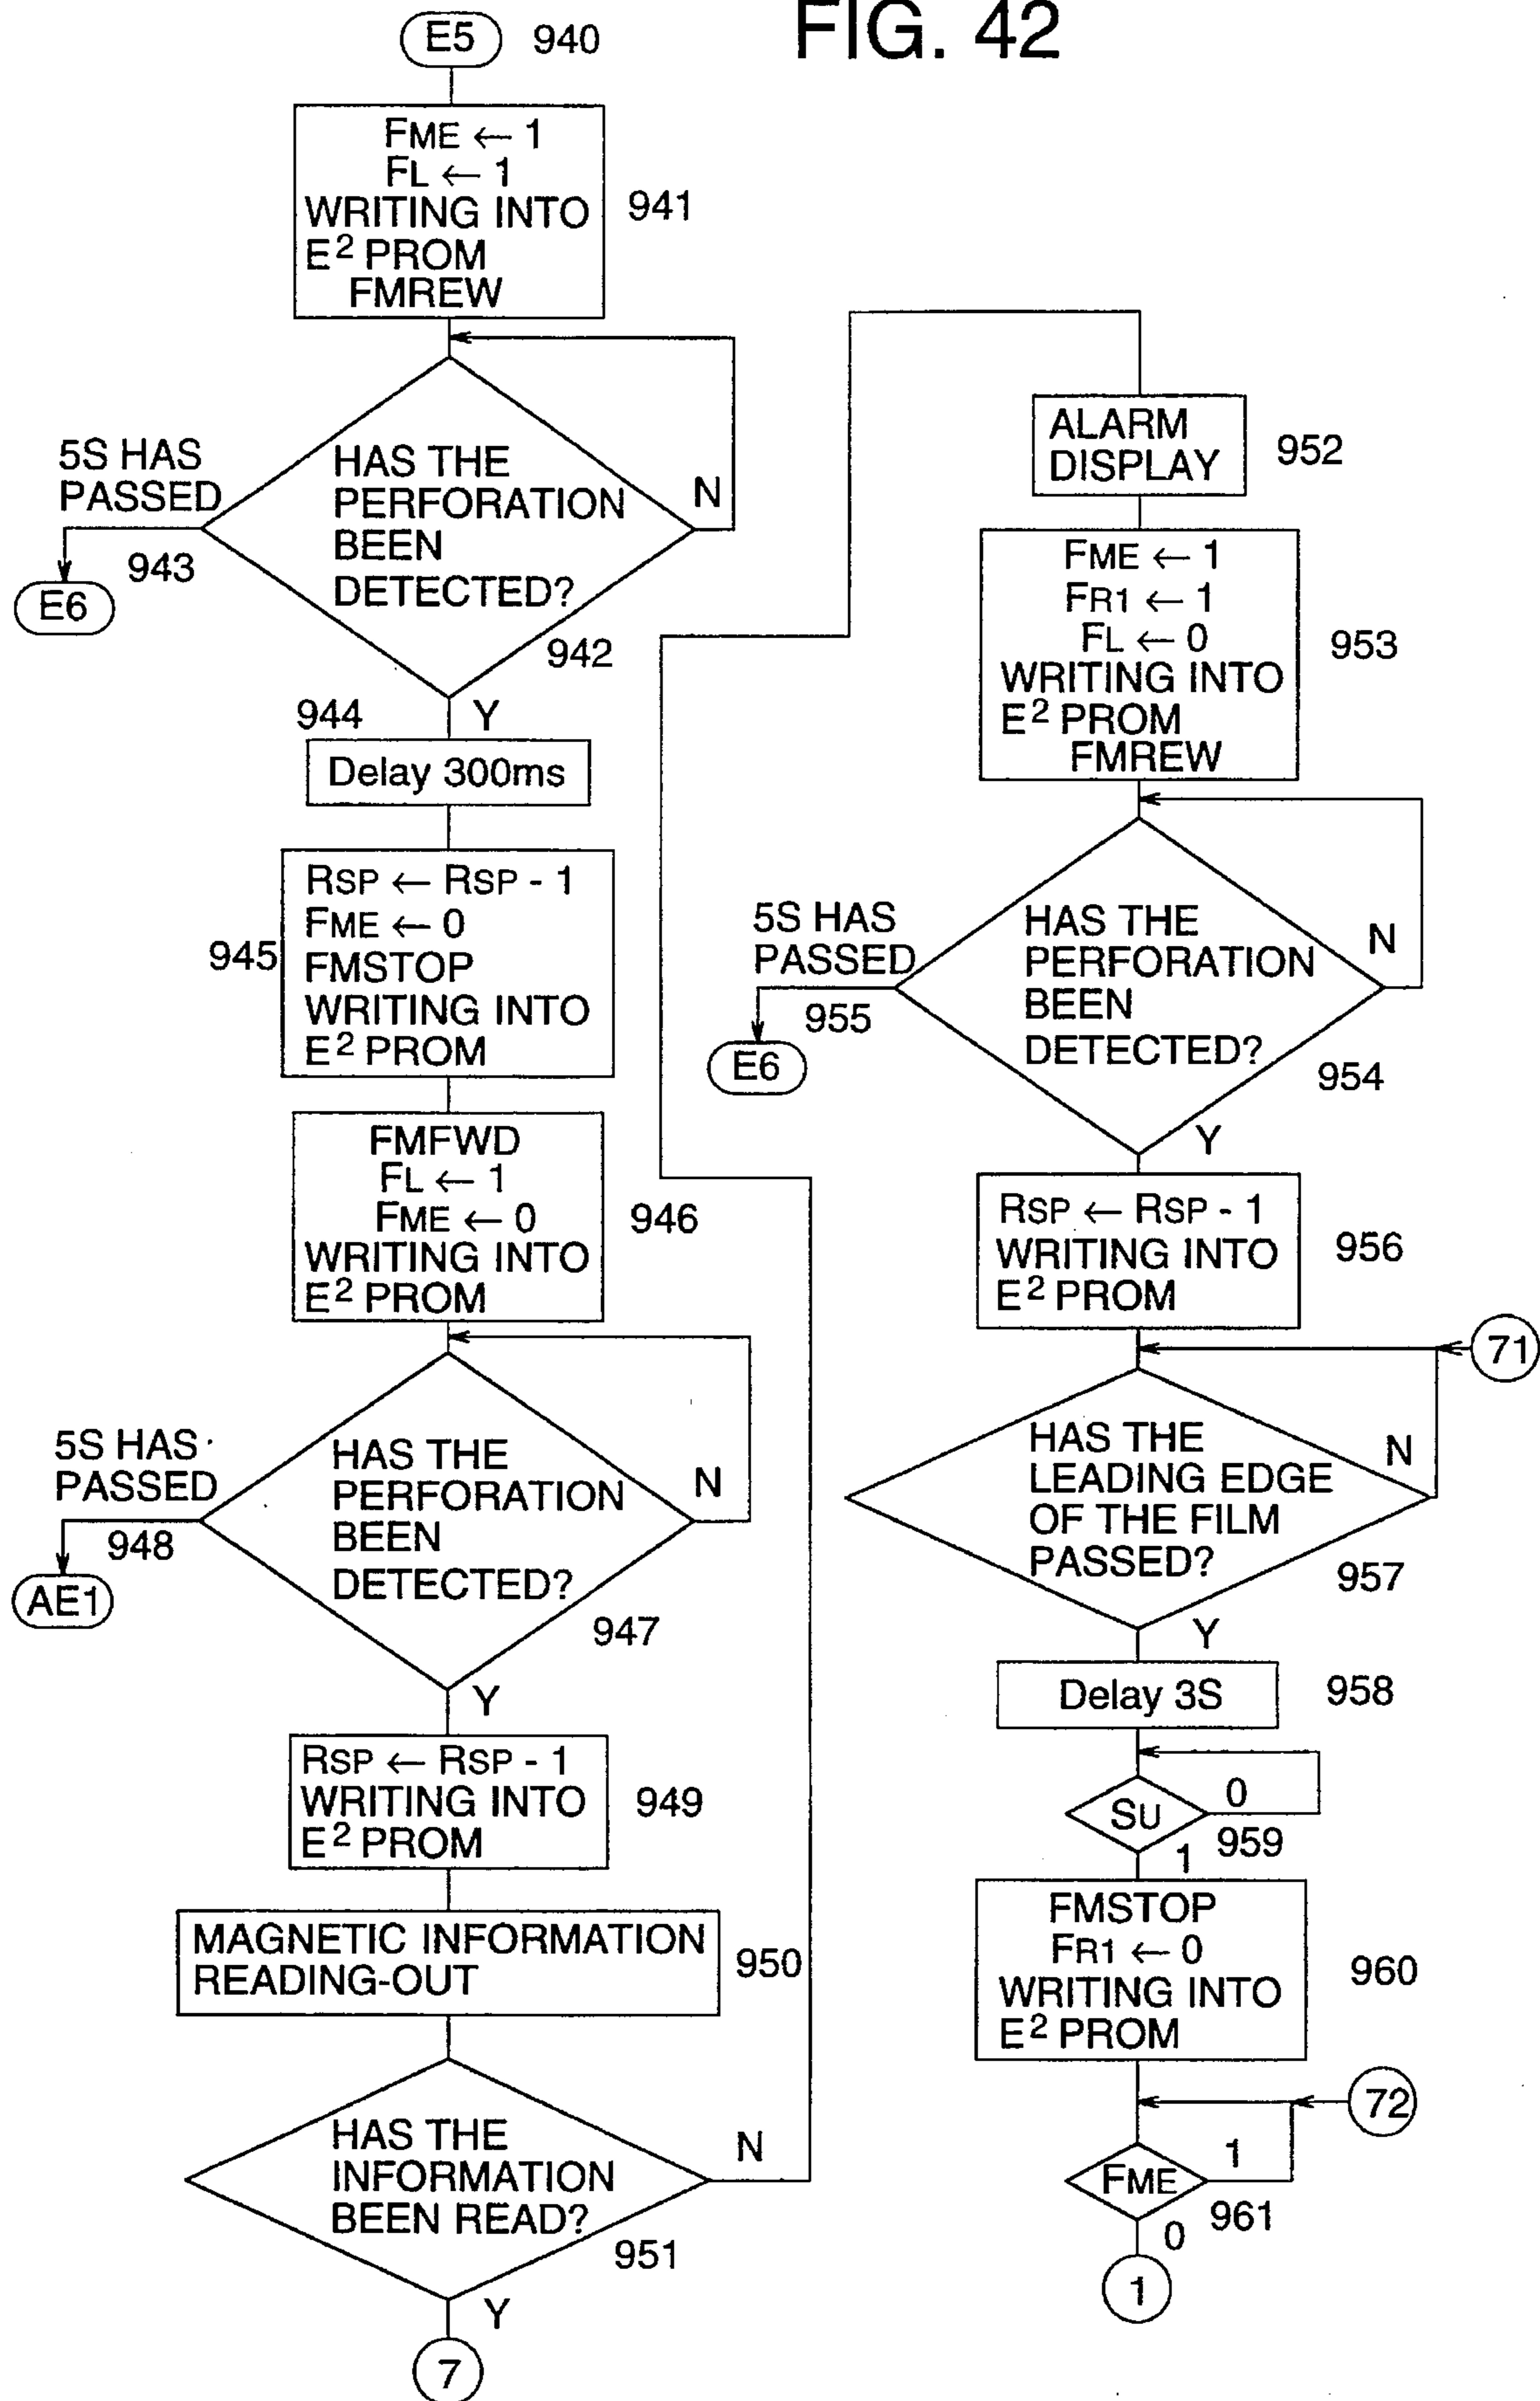 FIG. 42
E5 940
FME ← 1
FL ← 1
WRITING INTO
E² PROM
FMREW
941
5S HAS
PASSED
943
E6
HAS THE
PERFORATION
BEEN
DETECTED?
N
942
Y
944
Delay 300ms
RSP ← RSP - 1
FME ← 0
FMSTOP
WRITING INTO
E² PROM
945
FMFWD
FL ← 1
FME ← 0
WRITING INTO
E² PROM
946
5S HAS
PASSED
948
AE1
HAS THE
PERFORATION
BEEN
DETECTED?
N
947
Y
RSP ← RSP - 1
WRITING INTO
E² PROM
949
MAGNETIC INFORMATION
READING-OUT
950
HAS THE
INFORMATION
BEEN READ?
N
951
Y
7
ALARM
DISPLAY
952
FME ← 1
FR1 ← 1
FL ← 0
WRITING INTO
E² PROM
FMREW
953
5S HAS
PASSED
955
E6
HAS THE
PERFORATION
BEEN
DETECTED?
N
954
Y
RSP ← RSP - 1
WRITING INTO
E² PROM
956
71
HAS THE
LEADING EDGE
OF THE FILM
PASSED?
N
957
Y
Delay 3S
958
SU
0
959
1
FMSTOP
FR1 ← 0
WRITING INTO
E² PROM
960
72
FME
1
961
0
1